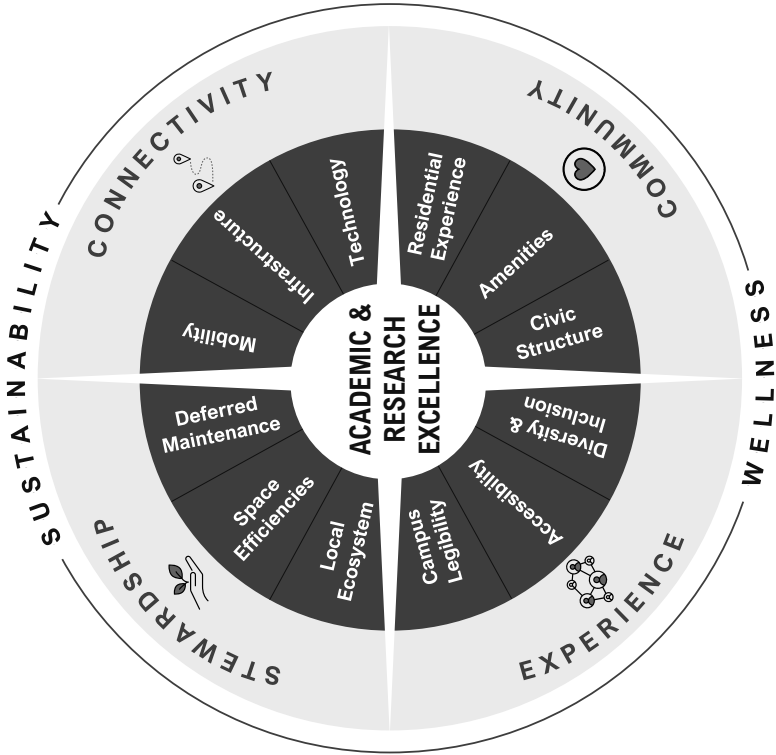 SUSTAINABILITY
WELLNESS
CONNECTIVITY
Mobility
Infrastructure
Technology
COMMUNITY
Residential
Experience
Amenities
Civic
Structure
ACADEMIC &
RESEARCH
EXCELLENCE
EXPERIENCE
Diversity &
Inclusion
Accessibility
Campus
Legibility
STEWARDSHIP
Deferred
Maintenance
Space
Efficiencies
Local
Ecosystem